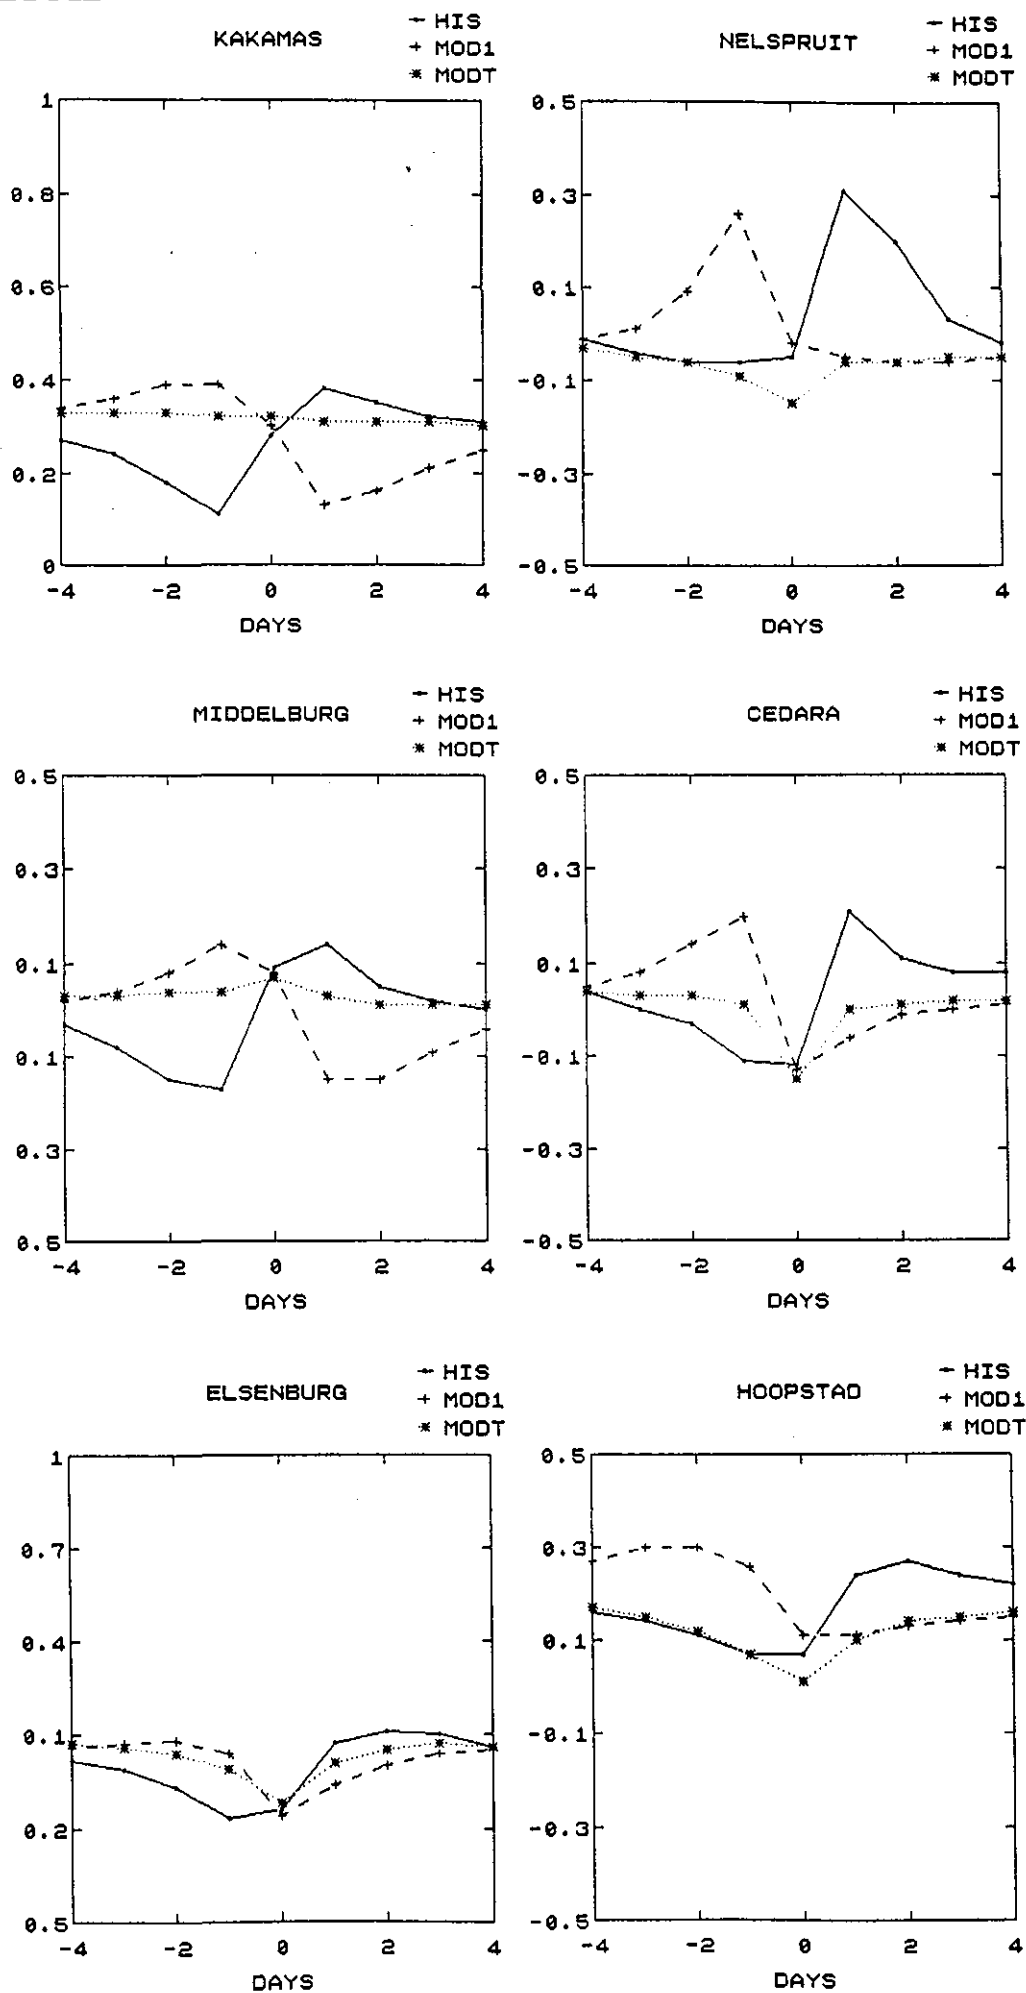 KAKAMAS
HIS
MOD1
MODT
1
0.8
0.6
0.4
0.2
0
-4 -2 0 2 4
DAYS
NELSPRUIT
HIS
MOD1
MODT
0.5
0.3
0.1
-0.1
-0.3
-0.5
-4 -2 0 2 4
DAYS
MIDDELBURG
HIS
MOD1
MODT
0.5
0.3
0.1
0.1
0.3
0.5
-4 -2 0 2 4
DAYS
CEDARA
HIS
MOD1
MODT
0.5
0.3
0.1
-0.1
-0.3
-0.5
-4 -2 0 2 4
DAYS
ELSENBURG
HIS
MOD1
MODT
1
0.7
0.4
0.1
0.2
0.5
-4 -2 0 2 4
DAYS
HOOPSTAD
HIS
MOD1
MODT
0.5
0.3
0.1
-0.1
-0.3
-0.5
-4 -2 0 2 4
DAYS